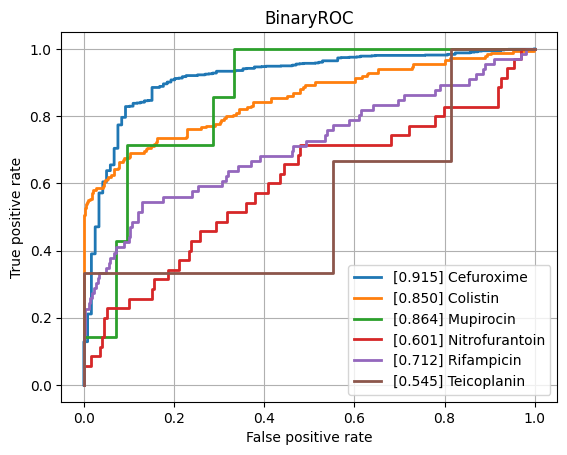 BinaryROC
True positive rate
1.0
0.8
0.6
0.4
0.2
0.0
[0.915] Cefuroxime
[0.850] Colistin
[0.864] Mupirocin
[0.601] Nitrofurantoin
[0.712] Rifampicin
[0.545] Teicoplanin
0.0 0.2 0.4 0.6 0.8 1.0
False positive rate